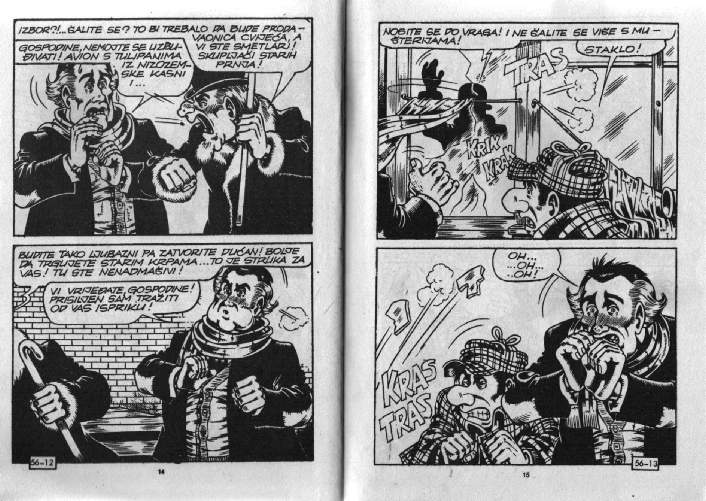 IZBOR?!..ŠALITE SE? TO BI TREBALO DA BUDE PRODA-
VAONICA CVIJEĆA, A
VI STE SMETLARI!
SKUPLJAČI STARIH
PRNJA!
GOSPODINE, NEMOJTE SE UZBU-
ĐIVATI! AVION S TULIPANIMA
IZ NIZOZEM-
SKE KASNI
!...
BUDITE TAKO LJUBAZNI PA ZATVORITE DUĆAN! BOLJE
DA TRGUJETE STARIM KRPAMA...TO JE STRUKA ZA
VAS! TU STE NENADMAŠIVI!
VI VRIJEĐATE, GOSPODINE!
PRISILJEN SAM TRAŽITI
OD VAS ISPRIKU!
56-12
14
NOSITE SE DO VRAGA! I NE ŠALITE SE VIŠE S MU-
ŠTERIJAMA!
STAKLO!
TRAS
KRIK
KRAK
OH...
...OH...
..OH!
KRAS
TRAS
56-13
15